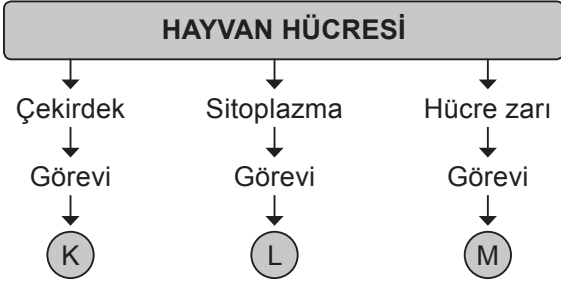 HAYVAN HÜCRESİ
Çekirdek Sitoplazma Hücre zarı
Görevi Görevi Görevi
K L M